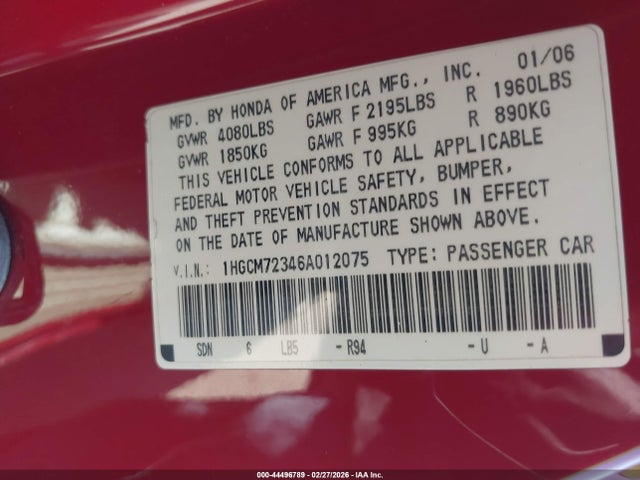 MFD. BY HONDA OF AMERICA MFG., INC. 01/06
GVWR 4080LBS GAWR F 2195LBS R 1960LBS
GVWR 1850KG GAWR F 995KG R 890KG
THIS VEHICLE CONFORMS TO ALL APPLICABLE
FEDERAL MOTOR VEHICLE SAFETY, BUMPER,
AND THEFT PREVENTION STANDARDS IN EFFECT
ON THE DATE OF MANUFACTURE SHOWN ABOVE.
V.I.N.: 1HGCM72346A012075 TYPE: PASSENGER CAR
SDN 6 LB5 -R94 -U -A
000-44496789 - 02/27/2026 - IAA Inc.